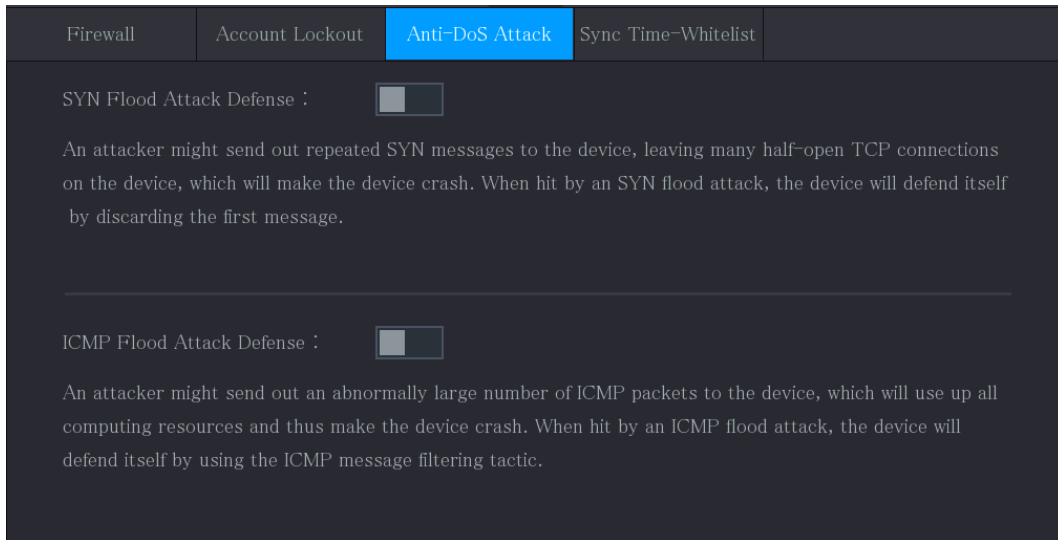 Firewall Account Lockout Anti-DoS Attack Sync Time-Whitelist
SYN Flood Attack Defense :
An attacker might send out repeated SYN messages to the device, leaving many half-open TCP connections
on the device, which will make the device crash. When hit by an SYN flood attack, the device will defend itself
by discarding the first message.
ICMP Flood Attack Defense :
An attacker might send out an abnormally large number of ICMP packets to the device, which will use up all
computing resources and thus make the device crash. When hit by an ICMP flood attack, the device will
defend itself by using the ICMP message filtering tactic.